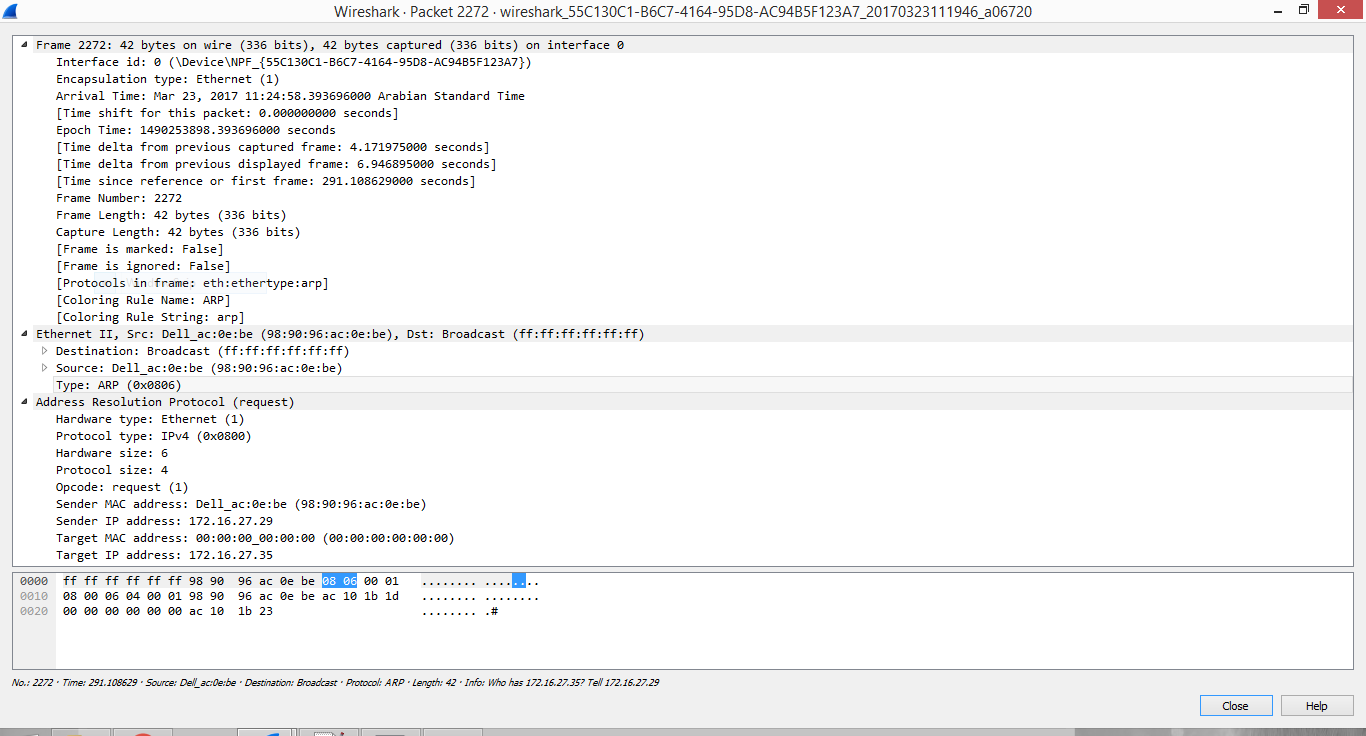 Wireshark · Packet 2272 · wireshark_55C130C1-B6C7-4164-95D8-AC94B5F123A7_20170323111946_a06720
Frame 2272: 42 bytes on wire (336 bits), 42 bytes captured (336 bits) on interface 0
Interface id: 0 (\Device\NPF_{55C130C1-B6C7-4164-95D8-AC94B5F123A7})
Encapsulation type: Ethernet (1)
Arrival Time: Mar 23, 2017 11:24:58.393696000 Arabian Standard Time
[Time shift for this packet: 0.000000000 seconds]
Epoch Time: 1490253898.393696000 seconds
[Time delta from previous captured frame: 4.171975000 seconds]
[Time delta from previous displayed frame: 6.946895000 seconds]
[Time since reference or first frame: 291.108629000 seconds]
Frame Number: 2272
Frame Length: 42 bytes (336 bits)
Capture Length: 42 bytes (336 bits)
[Frame is marked: False]
[Frame is ignored: False]
[Protocols in frame: eth:ethertype:arp]
[Coloring Rule Name: ARP]
[Coloring Rule String: arp]
Ethernet II, Src: Dell_ac:0e:be (98:90:96:ac:0e:be), Dst: Broadcast (ff:ff:ff:ff:ff:ff)
Destination: Broadcast (ff:ff:ff:ff:ff:ff)
Source: Dell_ac:0e:be (98:90:96:ac:0e:be)
Type: ARP (0x0806)
Address Resolution Protocol (request)
Hardware type: Ethernet (1)
Protocol type: IPv4 (0x0800)
Hardware size: 6
Protocol size: 4
Opcode: request (1)
Sender MAC address: Dell_ac:0e:be (98:90:96:ac:0e:be)
Sender IP address: 172.16.27.29
Target MAC address: 00:00:00_00:00:00 (00:00:00:00:00:00)
Target IP address: 172.16.27.35
0000 ff ff ff ff ff ff 98 90 96 ac 0e be 08 06 00 01 ........ ........
0010 08 00 06 04 00 01 98 90 96 ac 0e be ac 10 1b 1d ........ ........
0020 00 00 00 00 00 00 ac 10 1b 23 ........ .#
No.: 2272 · Time: 291.108629 · Source: Dell_ac:0e:be · Destination: Broadcast · Protocol: ARP · Length: 42 · Info: Who has 172.16.27.35? Tell 172.16.27.29
Close Help